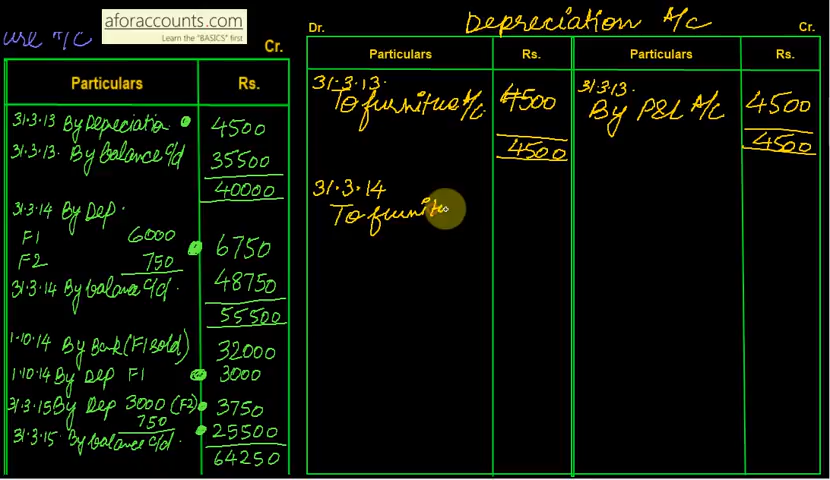 aforaccounts.com
Learn the "BASICS" first
ure A/C
Cr.
Particulars Rs.
31.3.13 By Depreciation 4500
31.3.13. By balance c/d 35500
40000
31.3.14 By Dep.
F1 6000
F2 750 6750
31.3.14 By balance c/d. 48750
55500
1.10.14 By Bank (F1 sold) 32000
1.10.14 By Dep F1 3000
31.3.15 By Dep 3000 (F2) 3750
750
31.3.15. By balance c/d. 25500
64250
Depreciation A/C
Dr. Cr.
Particulars Rs. Particulars Rs.
31.3.13. 31.3.13.
To furniture A/C. 4500 By P&L A/C 4500
4500 4500
31.3.14
To furnitu